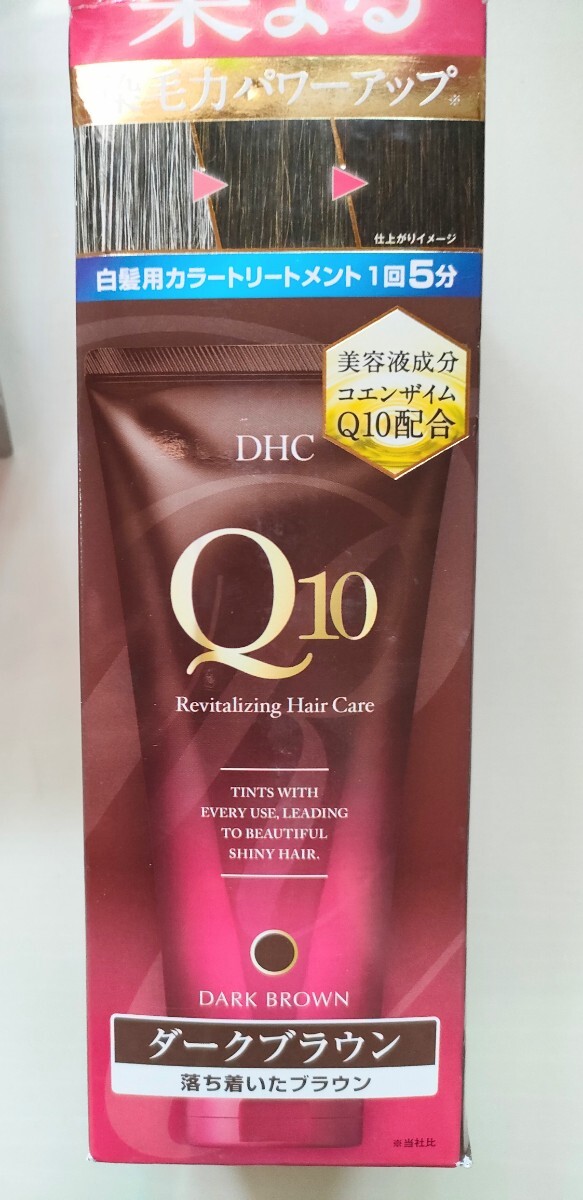 染まる
染毛力パワーアップ※
仕上がりイメージ
白髪用カラートリートメント1回5分
美容液成分
コエンザイム
Q10配合
DHC
Q10
Revitalizing Hair Care
TINTS WITH
EVERY USE, LEADING
TO BEAUTIFUL
SHINY HAIR.
DARK BROWN
ダークブラウン
落ち着いたブラウン
※当社比